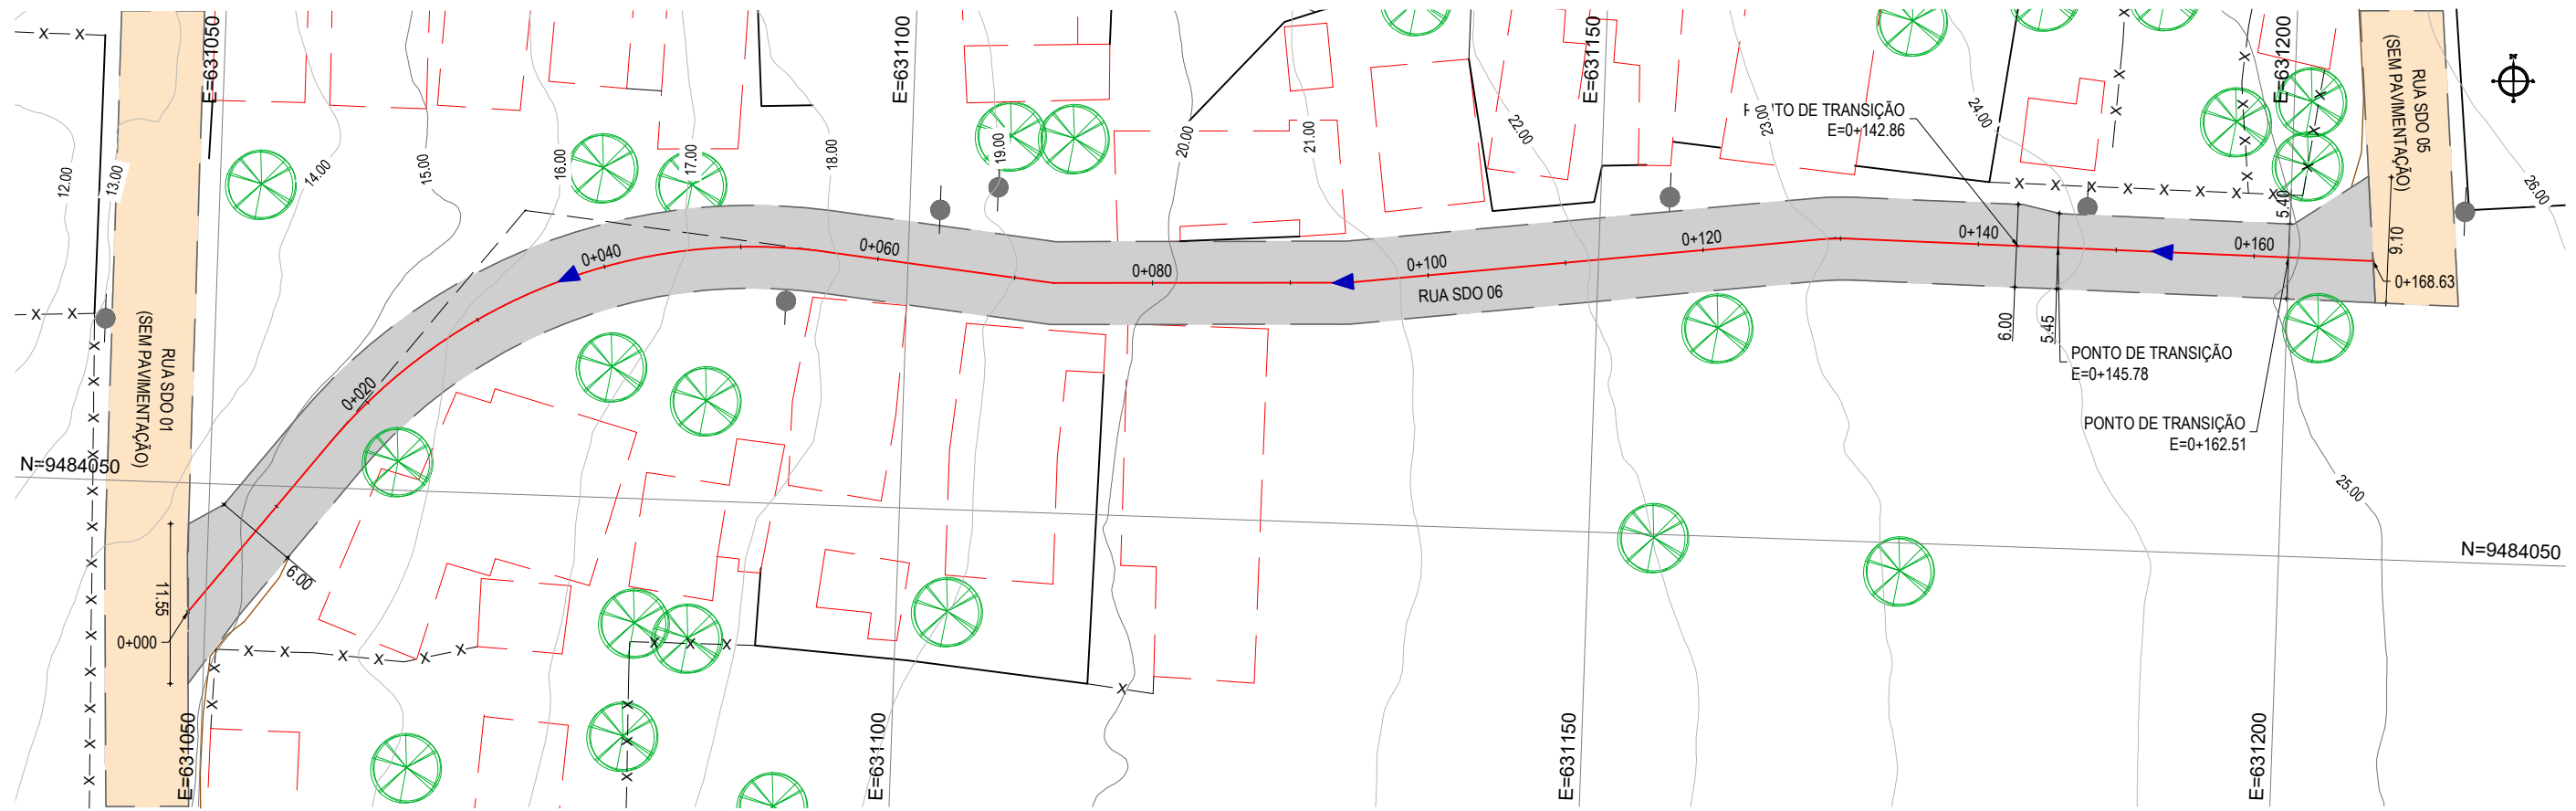 E=631050
E=631100
E=631150
E=631200
RUA SDO 05
(SEM PAVIMENTAÇÃO)
N
12.00
13.00
14.00
15.00
16.00
17.00
18.00
19.00
20.00
21.00
22.00
23.00
24.00
25.00
26.00
TO DE TRANSIÇÃO
E=0+142.86
5.40
9.10
0+168.63
0+000
0+020
0+040
0+060
0+080
0+100
0+120
0+140
0+160
RUA SDO 06
6.00
5.45
PONTO DE TRANSIÇÃO
E=0+145.78
PONTO DE TRANSIÇÃO
E=0+162.51
RUA SDO 01
(SEM PAVIMENTAÇÃO)
N=9484050
N=9484050
11.55
6.00
E=631050
E=631100
E=631150
E=631200